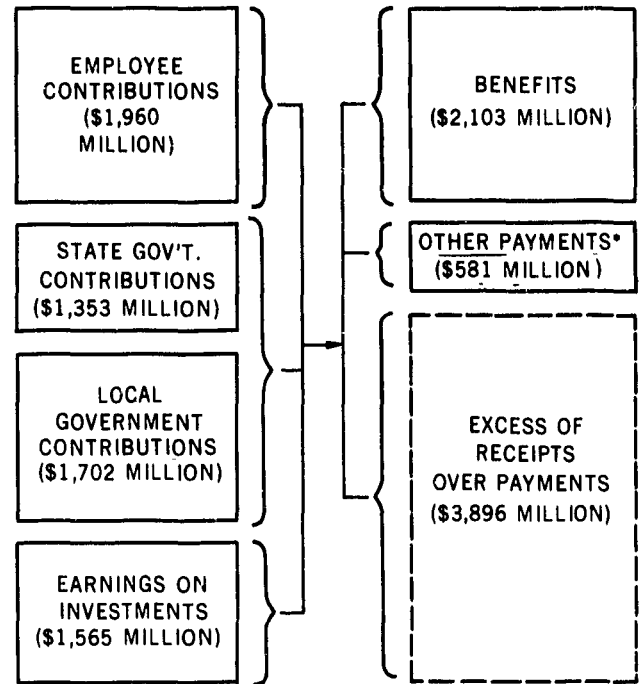 EMPLOYEE
CONTRIBUTIONS
($1,960
MILLION)
STATE GOV'T.
CONTRIBUTIONS
($1,353 MILLION)
LOCAL
GOVERNMENT
CONTRIBUTIONS
($1,702 MILLION)
EARNINGS ON
INVESTMENTS
($1,565 MILLION)
BENEFITS
($2,103 MILLION)
OTHER PAYMENTS*
($581 MILLION)
EXCESS OF
RECEIPTS
OVER PAYMENTS
($3,896 MILLION)